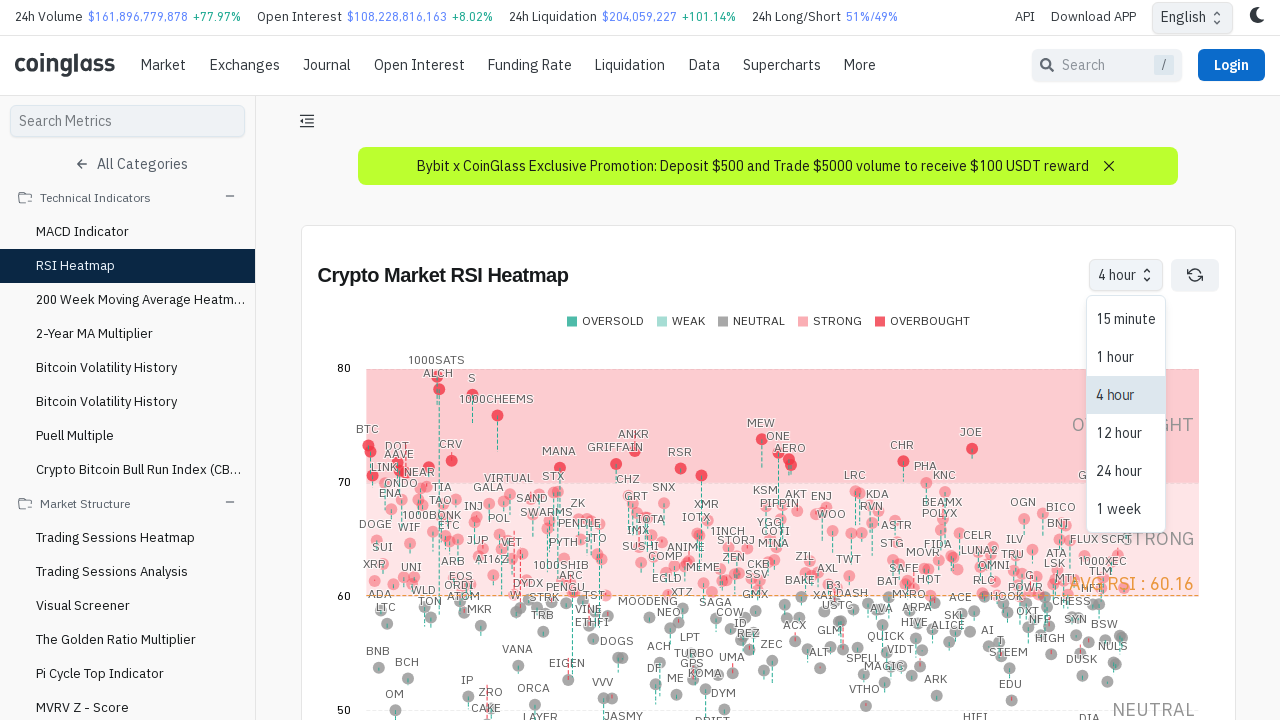 24h Volume $161,896,779,878 +77.97% Open Interest $108,228,816,163 +8.02% 24h Liquidation $204,059,227 +101.14% 24h Long/Short 51%/49% API Download APP English
coinglass Market Exchanges Journal Open Interest Funding Rate Liquidation Data Supercharts More Search / Login
Search Metrics
All Categories
Technical Indicators
MACD Indicator
RSI Heatmap
200 Week Moving Average Heatm...
2-Year MA Multiplier
Bitcoin Volatility History
Bitcoin Volatility History
Puell Multiple
Crypto Bitcoin Bull Run Index (CB...
Market Structure
Trading Sessions Heatmap
Trading Sessions Analysis
Visual Screener
The Golden Ratio Multiplier
Pi Cycle Top Indicator
MVRV Z - Score
Bybit x CoinGlass Exclusive Promotion: Deposit $500 and Trade $5000 volume to receive $100 USDT reward
Crypto Market RSI Heatmap
4 hour
15 minute
1 hour
4 hour
12 hour
24 hour
1 week
OVERSOLD WEAK NEUTRAL STRONG OVERBOUGHT
80
1000SATS
ALCH
S
1000CHEEMS
BTC
MEW
ONE
JOE
ANKR
GRIFFAIN
DOT
AAVE
CRV
MANA
RSR
AERO
CHR
LINK
NEAR
PHA
70
ONDO
ENA
TIA
GALA
VIRTUAL
STX
CHZ
SNX
XMR
KSM
LRC
KNC
TAO
SAND
ZK
GRT
BIFI
AKT
ENJ
KDA
OGN
DOGE
WIF
1000BONK
ETC
INJ
POL
SWARMS
PENDLE
IOTA
IMX
IOTX
YGG
WOO
RVN
BEAMX
POLYX
BICO
SUI
JUP
VET
PYTH
JTO
SUSHI
ANIME
1INCH
STORJ
COTI
MINA
ASTR
STG
FIDA
CELR
ILV
BNT
FLUX
SCRT
STRONG
XRP
UNI
ARB
AI16Z
1000SHIB
ARC
COMP
EGLD
MEME
ZEN
CKB
SSV
ZIL
AXL
TWT
MOVR
SAFE
LUNA2
OMNI
TRU
ATA
LSK
1000XEC
TLM
AVG RSI : 60.16
60
ADA
LTC
WLD
TON
EOS
ORDI
ATOM
MKR
DYDX
STRK
TRB
PENGU
VINE
ETHFI
TST
MOODENG
NEO
XTZ
SAGA
COW
GMX
BAKE
XAI
USTC
DASH
BAT
AVA
MYRO
ARPA
HOT
ACE
RLC
HOOK
POWR
MTL
HFT
CHESS
BNB
BCH
VANA
EIGEN
DOGS
ACH
LPT
TURBO
ID
REZ
ZEC
ACX
GLM
ALT
QUICK
SPELL
HIVE
VIDT
ALICE
SKL
AI
T
STEEM
OXT
NFP
HIGH
SYN
BSW
DUSK
NULS
OM
IP
ZRO
CAKE
ORCA
LAYER
VVV
JASMY
DF
ME
GPS
KOMA
UMA
DYM
DRIFT
VTHO
MAGIC
ARK
HIFI
EDU
DIA
50
NEUTRAL